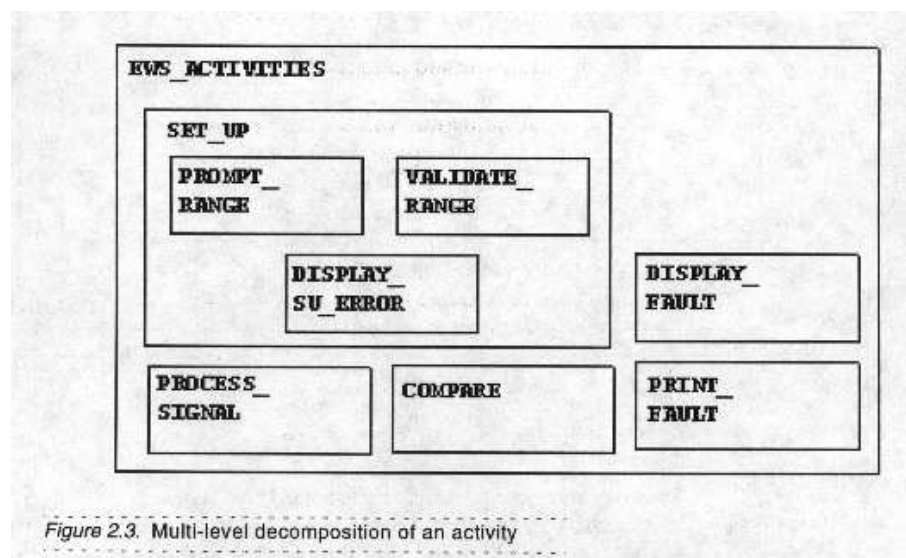 EWS_ACTIVITIES
SET_UP
PROMPT_
RANGE
VALIDATE_
RANGE
DISPLAY_
SU_ERROR
DISPLAY_
FAULT
PROCESS_
SIGNAL
COMPARE
PRINT_
FAULT
Figure 2.3. Multi-level decomposition of an activity